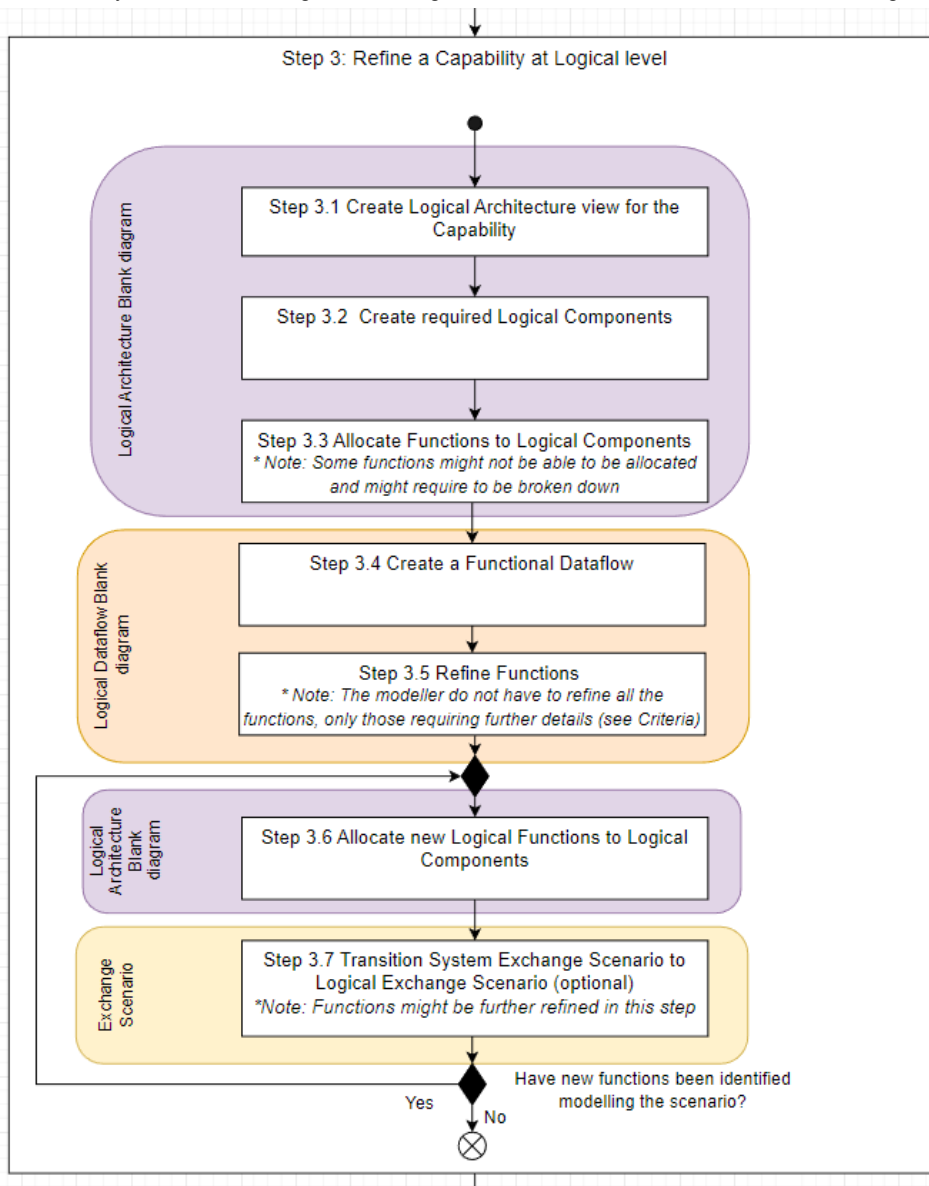 Step 3: Refine a Capability at Logical level
Logical Architecture Blank diagram
Step 3.1 Create Logical Architecture view for the
Capability
Step 3.2 Create required Logical Components
Step 3.3 Allocate Functions to Logical Components
* Note: Some functions might not be able to be allocated
and might require to be broken down
Logical Dataflow Blank
diagram
Step 3.4 Create a Functional Dataflow
Step 3.5 Refine Functions
* Note: The modeller do not have to refine all the
functions, only those requiring further details (see Criteria)
Logical
Architecture
Blank
diagram
Step 3.6 Allocate new Logical Functions to Logical
Components
Exchange
Scenario
Step 3.7 Transition System Exchange Scenario to
Logical Exchange Scenario (optional)
*Note: Functions might be further refined in this step
Have new functions been identified
modelling the scenario?
Yes
No